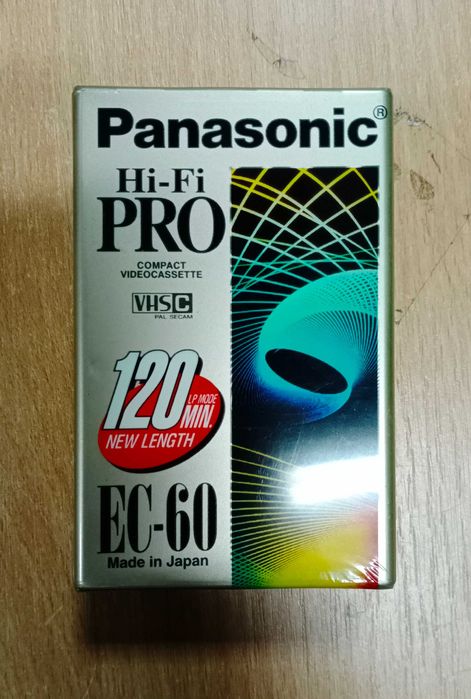 Panasonic®
Hi-Fi
PRO
COMPACT
VIDEOCASSETTE
VHS C
PAL SECAM
120
LP MODE
MIN.
NEW LENGTH
EC-60
Made in Japan